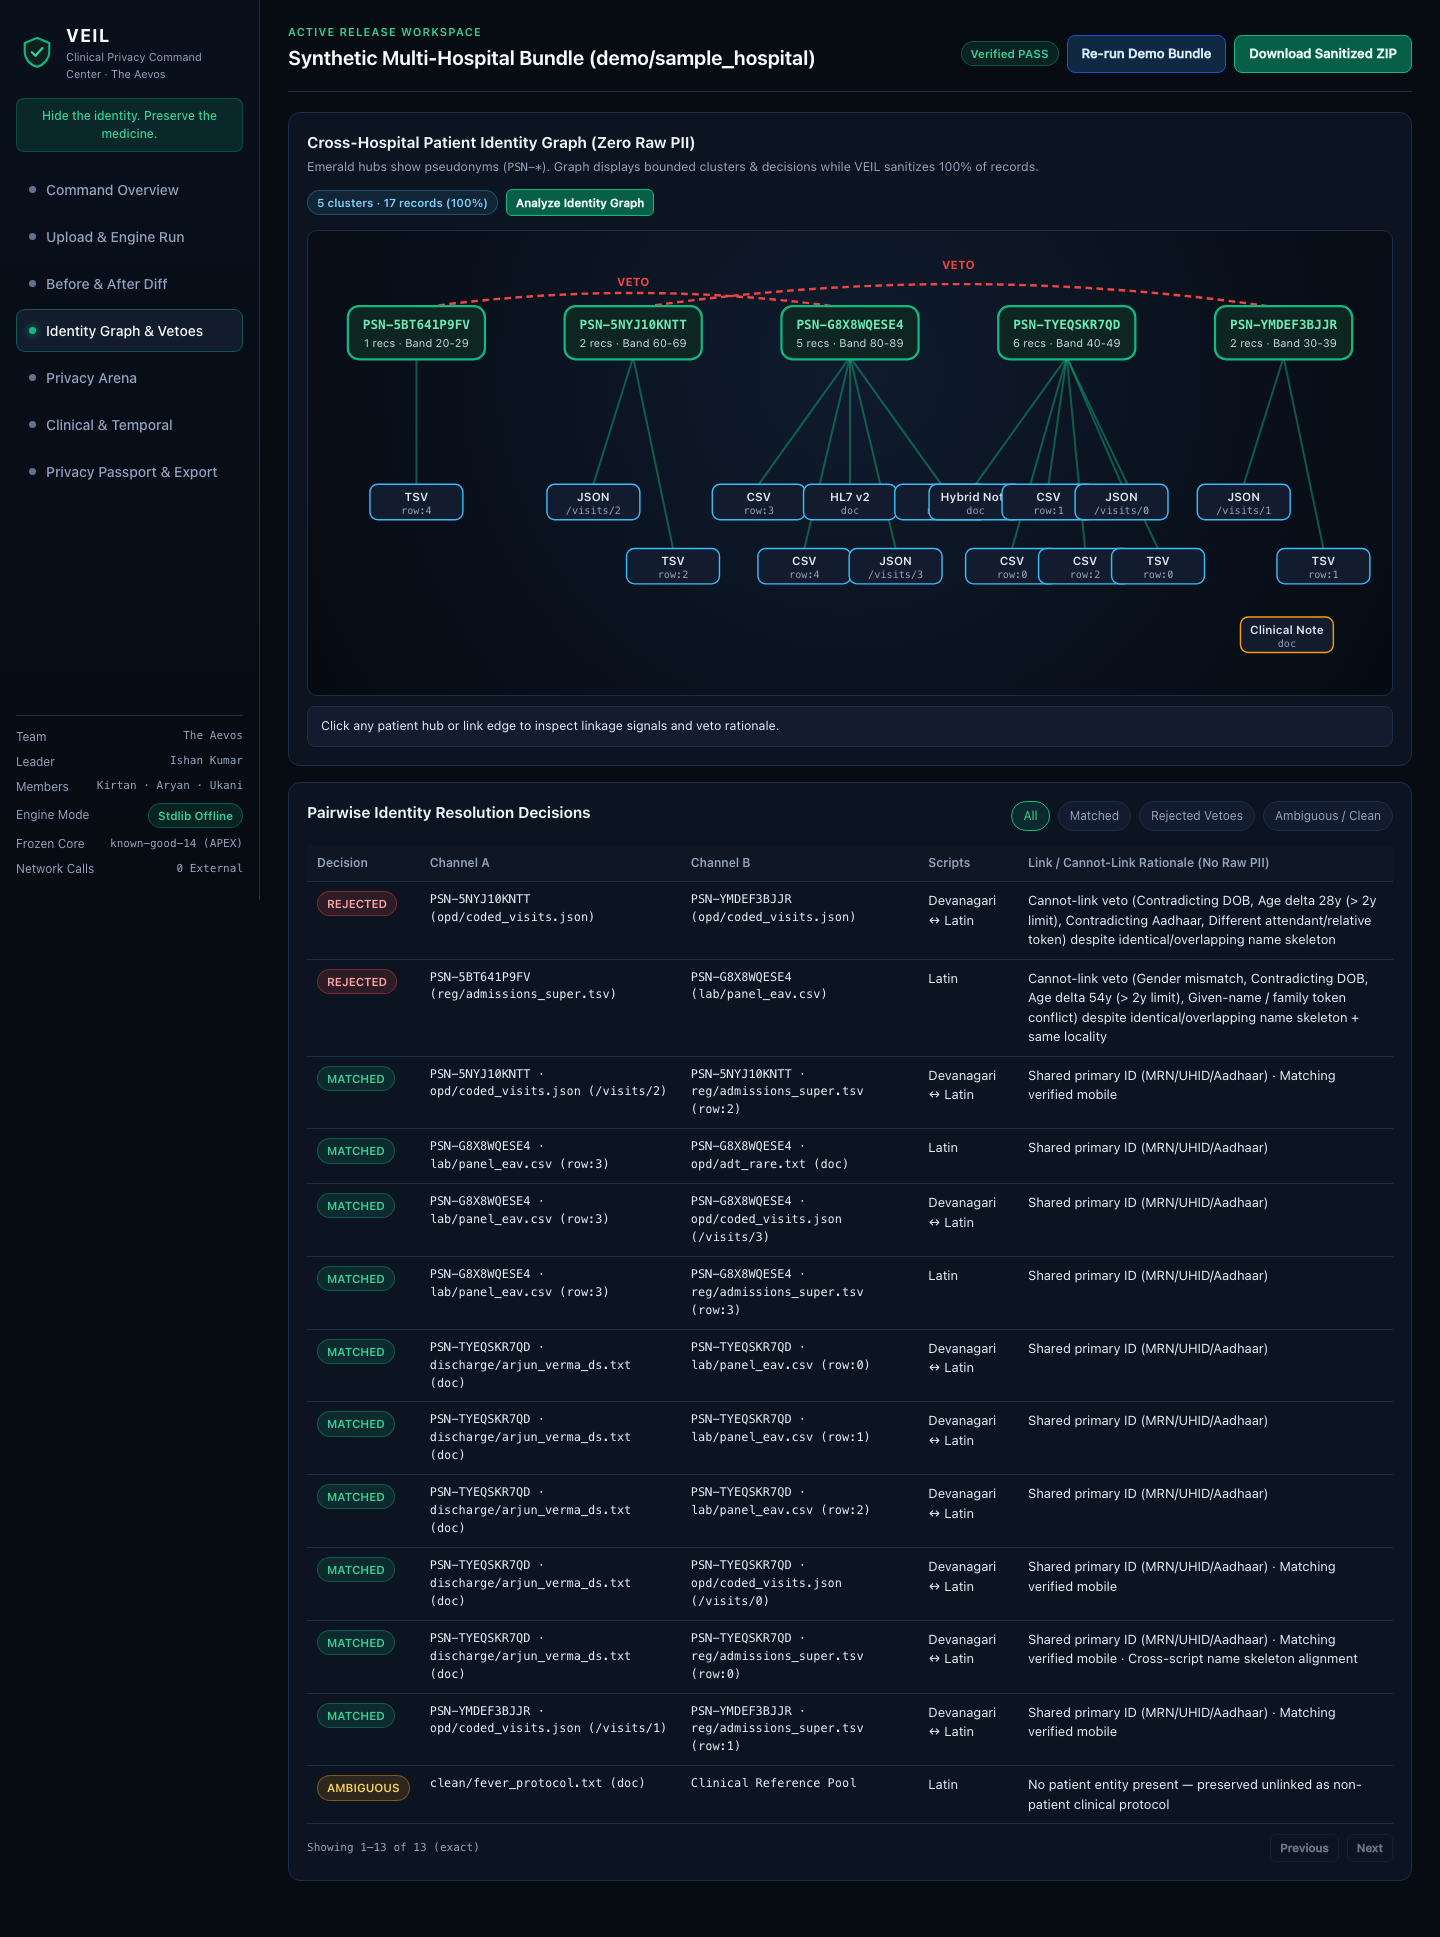 VEIL
Clinical Privacy Command
Center · The Aevos
Hide the identity. Preserve the
medicine.
Command Overview
Upload & Engine Run
Before & After Diff
Identity Graph & Vetoes
Privacy Arena
Clinical & Temporal
Privacy Passport & Export
Team The Aevos
Leader Ishan Kumar
Members Kirtan · Aryan · Ukani
Engine Mode Stdlib Offline
Frozen Core known-good-14 (APEX)
Network Calls 0 External
ACTIVE RELEASE WORKSPACE
Synthetic Multi-Hospital Bundle (demo/sample_hospital)
Verified PASS
Re-run Demo Bundle
Download Sanitized ZIP
Cross-Hospital Patient Identity Graph (Zero Raw PII)
Emerald hubs show pseudonyms (PSN-*). Graph displays bounded clusters & decisions while VEIL sanitizes 100% of records.
5 clusters · 17 records (100%)
Analyze Identity Graph
VETO
VETO
PSN-5BT641P9FV
1 recs · Band 20-29
PSN-5NYJ10KNTT
2 recs · Band 60-69
PSN-G8X8WQESE4
5 recs · Band 80-89
PSN-TYEQSKR7QD
6 recs · Band 40-49
PSN-YMDEF3BJJR
2 recs · Band 30-39
TSV
row:4
JSON
/visits/2
CSV
row:3
HL7 v2
doc
Hybrid Not
doc
CSV
row:1
JSON
/visits/0
JSON
/visits/1
TSV
row:2
CSV
row:4
JSON
/visits/3
CSV
row:0
CSV
row:2
TSV
row:0
TSV
row:1
Clinical Note
doc
Click any patient hub or link edge to inspect linkage signals and veto rationale.
Pairwise Identity Resolution Decisions
All
Matched
Rejected Vetoes
Ambiguous / Clean
Decision Channel A Channel B Scripts Link / Cannot-Link Rationale (No Raw PII)
REJECTED
PSN-5NYJ10KNTT
(opd/coded_visits.json)
PSN-YMDEF3BJJR
(opd/coded_visits.json)
Devanagari
↔ Latin
Cannot-link veto (Contradicting DOB, Age delta 28y (> 2y
limit), Contradicting Aadhaar, Different attendant/relative
token) despite identical/overlapping name skeleton
REJECTED
PSN-5BT641P9FV
(reg/admissions_super.tsv)
PSN-G8X8WQESE4
(lab/panel_eav.csv)
Latin
Cannot-link veto (Gender mismatch, Contradicting DOB,
Age delta 54y (> 2y limit), Given-name / family token
conflict) despite identical/overlapping name skeleton +
same locality
MATCHED
PSN-5NYJ10KNTT ·
opd/coded_visits.json (/visits/2)
PSN-5NYJ10KNTT ·
reg/admissions_super.tsv
(row:2)
Devanagari
↔ Latin
Shared primary ID (MRN/UHID/Aadhaar) · Matching
verified mobile
MATCHED
PSN-G8X8WQESE4 ·
lab/panel_eav.csv (row:3)
PSN-G8X8WQESE4 ·
opd/adt_rare.txt (doc)
Latin
Shared primary ID (MRN/UHID/Aadhaar)
MATCHED
PSN-G8X8WQESE4 ·
lab/panel_eav.csv (row:3)
PSN-G8X8WQESE4 ·
opd/coded_visits.json
(/visits/3)
Devanagari
↔ Latin
Shared primary ID (MRN/UHID/Aadhaar)
MATCHED
PSN-G8X8WQESE4 ·
lab/panel_eav.csv (row:3)
PSN-G8X8WQESE4 ·
reg/admissions_super.tsv
(row:3)
Latin
Shared primary ID (MRN/UHID/Aadhaar)
MATCHED
PSN-TYEQSKR7QD ·
discharge/arjun_verma_ds.txt
(doc)
PSN-TYEQSKR7QD ·
lab/panel_eav.csv (row:0)
Devanagari
↔ Latin
Shared primary ID (MRN/UHID/Aadhaar)
MATCHED
PSN-TYEQSKR7QD ·
discharge/arjun_verma_ds.txt
(doc)
PSN-TYEQSKR7QD ·
lab/panel_eav.csv (row:1)
Devanagari
↔ Latin
Shared primary ID (MRN/UHID/Aadhaar)
MATCHED
PSN-TYEQSKR7QD ·
discharge/arjun_verma_ds.txt
(doc)
PSN-TYEQSKR7QD ·
lab/panel_eav.csv (row:2)
Devanagari
↔ Latin
Shared primary ID (MRN/UHID/Aadhaar)
MATCHED
PSN-TYEQSKR7QD ·
discharge/arjun_verma_ds.txt
(doc)
PSN-TYEQSKR7QD ·
opd/coded_visits.json
(/visits/0)
Devanagari
↔ Latin
Shared primary ID (MRN/UHID/Aadhaar) · Matching
verified mobile
MATCHED
PSN-TYEQSKR7QD ·
discharge/arjun_verma_ds.txt
(doc)
PSN-TYEQSKR7QD ·
reg/admissions_super.tsv
(row:0)
Devanagari
↔ Latin
Shared primary ID (MRN/UHID/Aadhaar) · Matching
verified mobile · Cross-script name skeleton alignment
MATCHED
PSN-YMDEF3BJJR ·
opd/coded_visits.json (/visits/1)
PSN-YMDEF3BJJR ·
reg/admissions_super.tsv
(row:1)
Devanagari
↔ Latin
Shared primary ID (MRN/UHID/Aadhaar) · Matching
verified mobile
AMBIGUOUS
clean/fever_protocol.txt (doc)
Clinical Reference Pool
Latin
No patient entity present — preserved unlinked as non-
patient clinical protocol
Showing 1–13 of 13 (exact)
Previous
Next